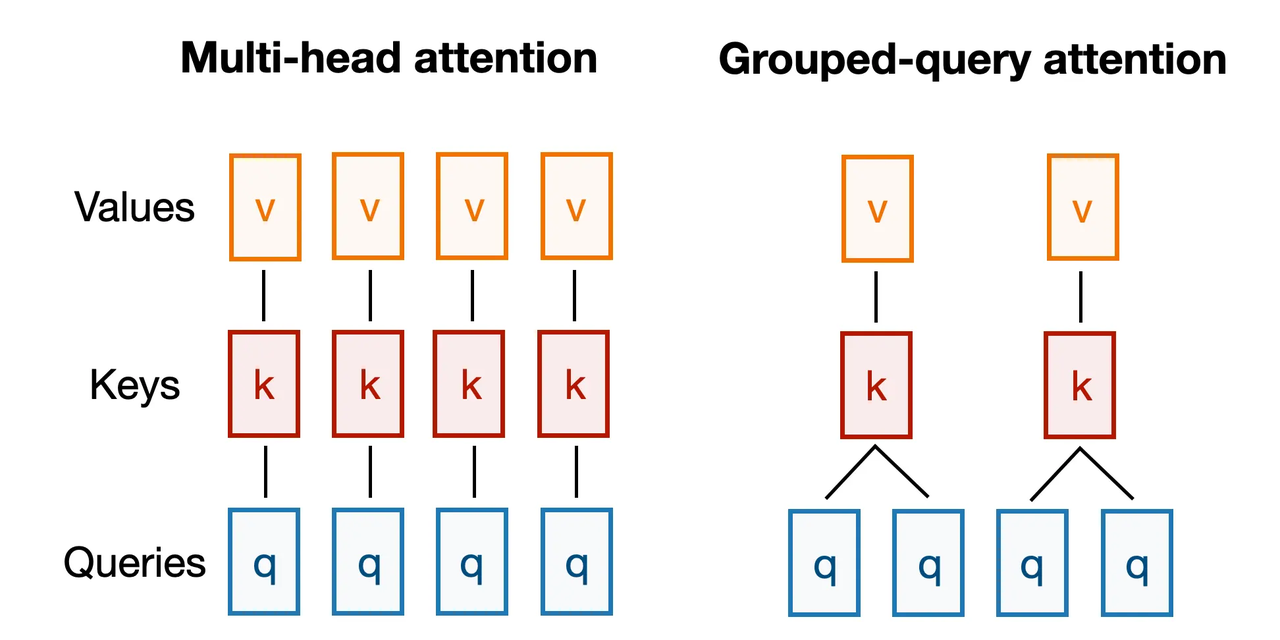 Multi-head attention
Grouped-query attention
Values v v v v v v
Keys k k k k k k
Queries q q q q q q q q